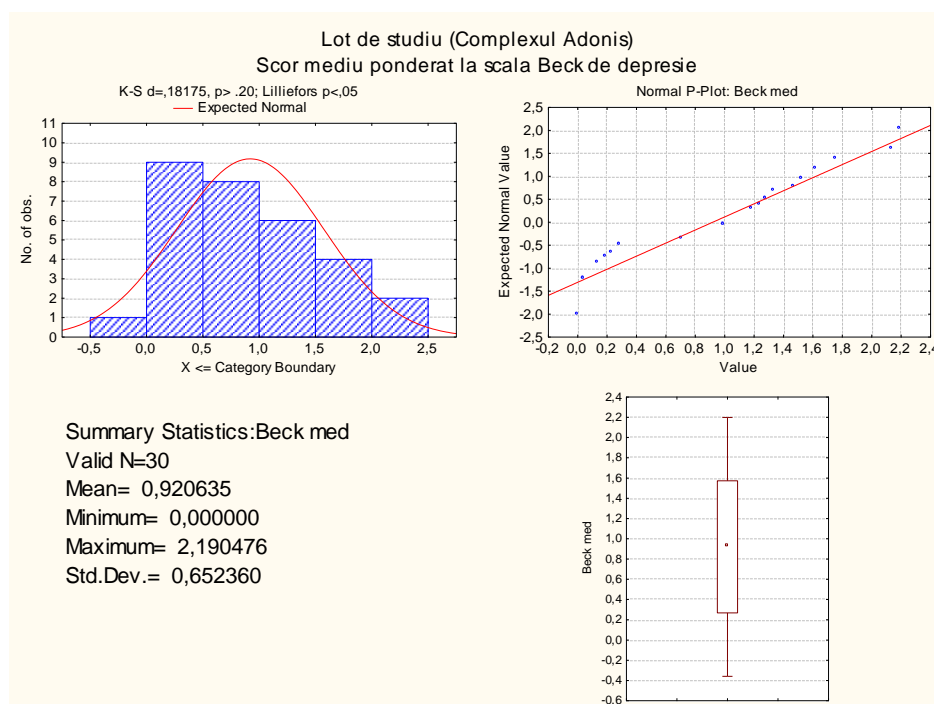 Lot de studiu (Complexul Adonis)
Scor mediu ponderat la scala Beck de depresie
K-S d=,18175, p> .20; Lilliefors p<,05
Expected Normal
11
10
9
8
7
6
5
4
3
2
1
0
No. of obs.
-0,5 0,0 0,5 1,0 1,5 2,0 2,5
X <= Category Boundary
Normal P-Plot: Beck med
2,5
2,0
1,5
1,0
0,5
0,0
-0,5
-1,0
-1,5
-2,0
-2,5
Expected Normal Value
-0,2 0,0 0,2 0,4 0,6 0,8 1,0 1,2 1,4 1,6 1,8 2,0 2,2 2,4
Value
Summary Statistics:Beck med
Valid N=30
Mean= 0,920635
Minimum= 0,000000
Maximum= 2,190476
Std.Dev.= 0,652360
2,4
2,2
2,0
1,8
1,6
1,4
1,2
1,0
0,8
0,6
0,4
0,2
0,0
-0,2
-0,4
-0,6
Beck med